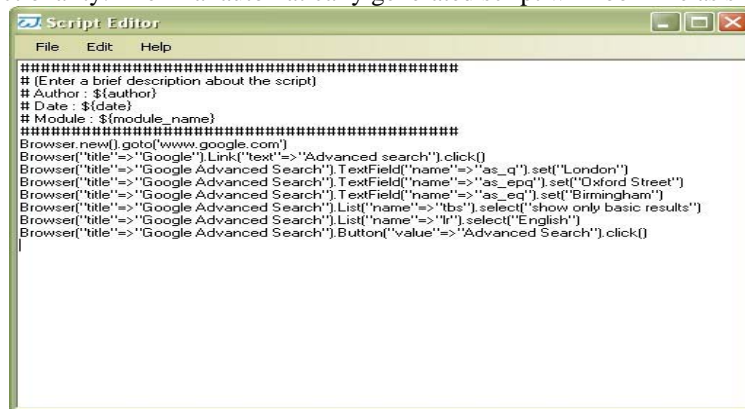 Script Editor
File Edit Help
##################################################
# (Enter a brief description about the script)
# Author : ${author}
# Date : ${date}
# Module : ${module_name}
##################################################
Browser.new().goto('www.google.com')
Browser("title"=>"Google").Link("text"=>"Advanced search").click()
Browser("title"=>"Google Advanced Search").TextField("name"=>"as_q").set("London")
Browser("title"=>"Google Advanced Search").TextField("name"=>"as_epq").set("Oxford Street")
Browser("title"=>"Google Advanced Search").TextField("name"=>"as_eq").set("Birmingham")
Browser("title"=>"Google Advanced Search").List("name"=>"tbs").select("show only basic results")
Browser("title"=>"Google Advanced Search").List("name"=>"lr").select("English")
Browser("title"=>"Google Advanced Search").Button("value"=>"Advanced Search").click()